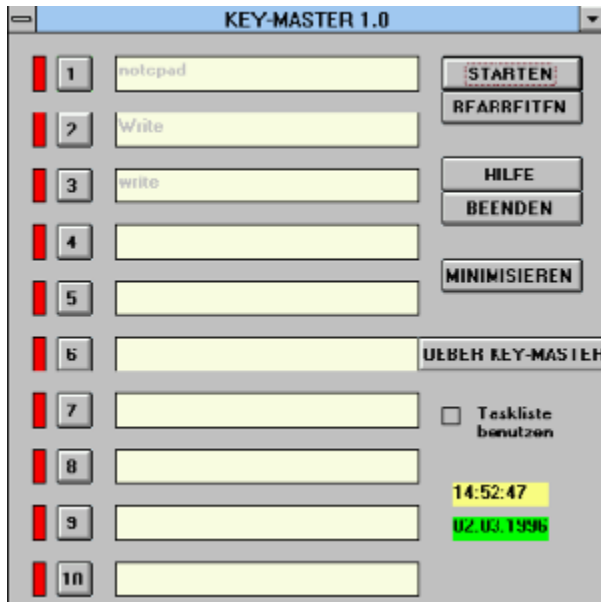 KEY-MASTER 1.0
1 notepad
2 Write
3 write
4
5
6
7
8
9
10
STARTEN
BEARBEITEN
HILFE
BEENDEN
MINIMISIEREN
UEBER KEY-MASTER
Taskliste
benutzen
14:52:47
02.03.1996